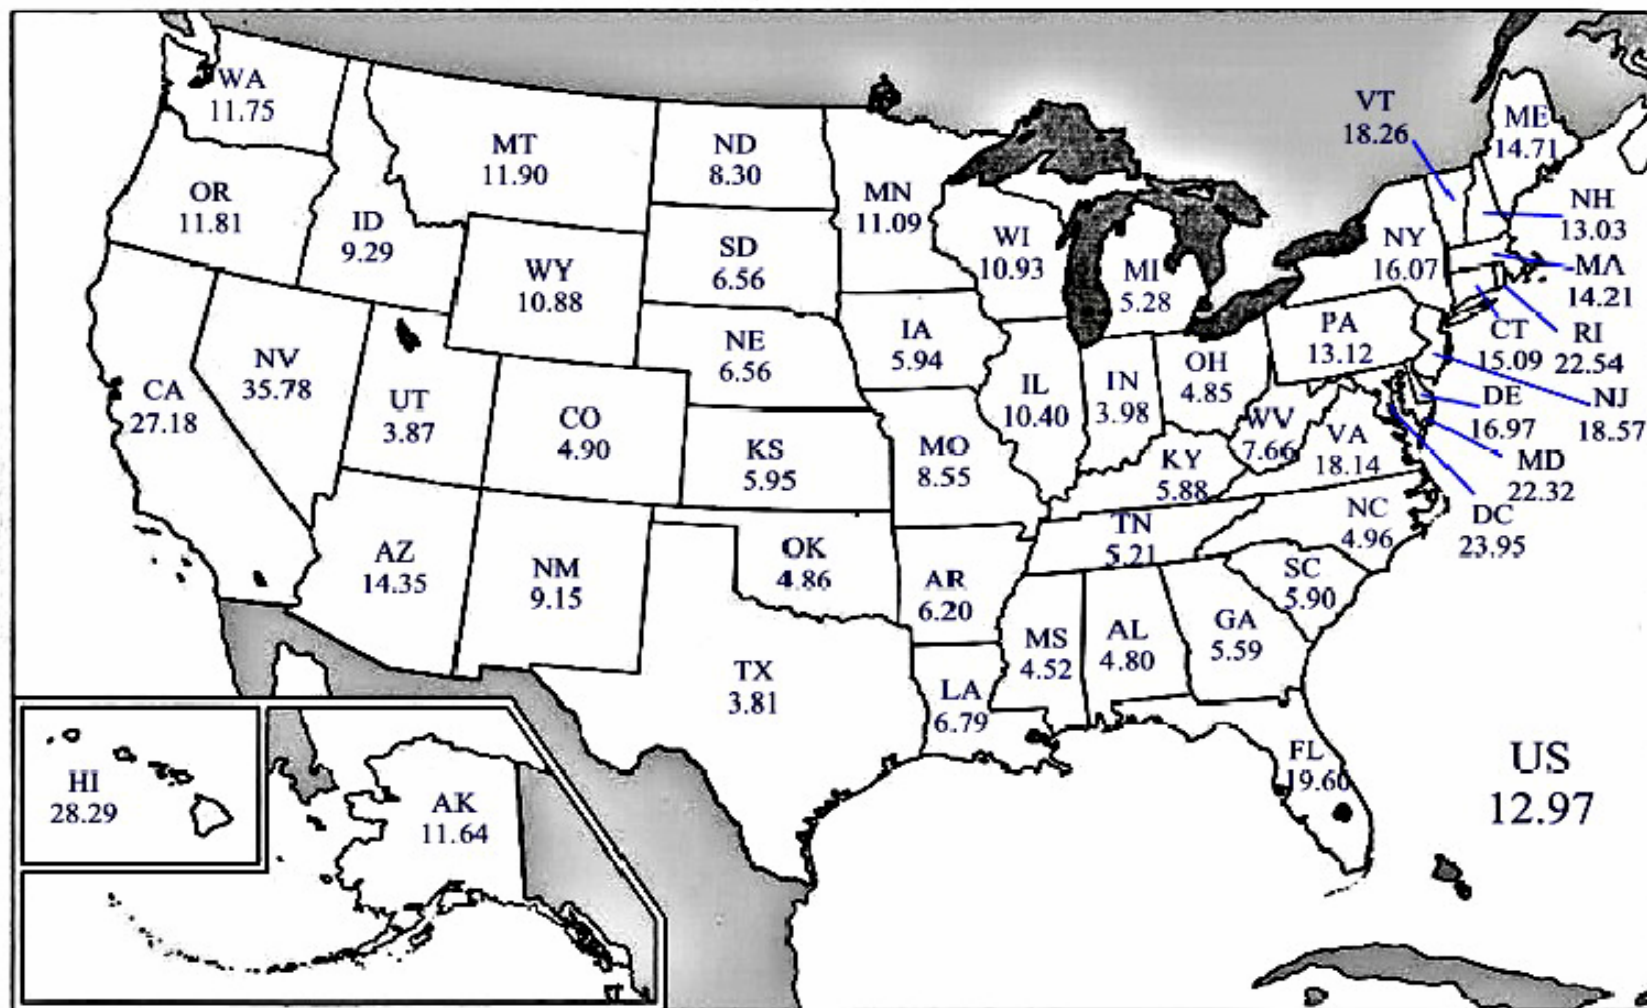 WA
11.75
OR
11.81
CA
27.18
NV
35.78
ID
9.29
MT
11.90
WY
10.88
UT
3.87
CO
4.90
AZ
14.35
NM
9.15
ND
8.30
SD
6.56
NE
6.56
KS
5.95
OK
4.86
TX
3.81
MN
11.09
IA
5.94
MO
8.55
AR
6.20
LA
6.79
WI
10.93
IL
10.40
MI
5.28
IN
3.98
OH
4.85
KY
5.88
TN
5.21
MS
4.52
AL
4.80
GA
5.59
FL
19.60
SC
5.90
NC
4.96
VA
18.14
WV
7.66
PA
13.12
NY
16.07
VT
18.26
ME
14.71
NH
13.03
MA
14.21
CT
15.09
RI
22.54
NJ
18.57
DE
16.97
MD
22.32
DC
23.95
HI
28.29
AK
11.64
US
12.97